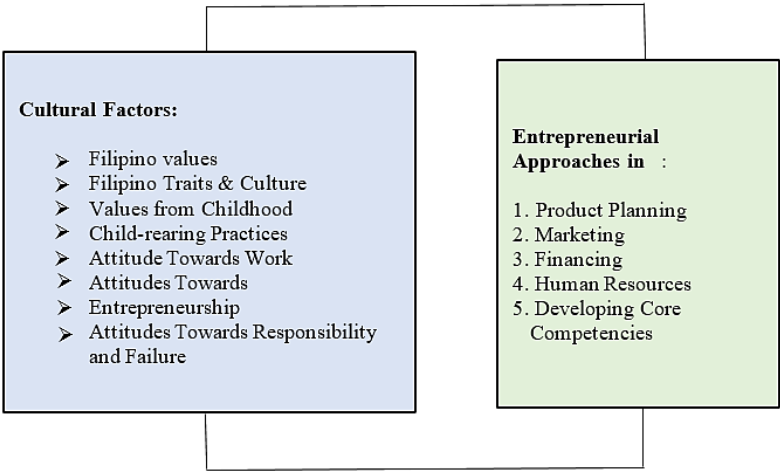 Cultural Factors:
➢ Filipino values
➢ Filipino Traits & Culture
➢ Values from Childhood
➢ Child-rearing Practices
➢ Attitude Towards Work
➢ Attitudes Towards
➢ Entrepreneurship
➢ Attitudes Towards Responsibility
and Failure
Entrepreneurial
Approaches in :
1. Product Planning
2. Marketing
3. Financing
4. Human Resources
5. Developing Core
Competencies